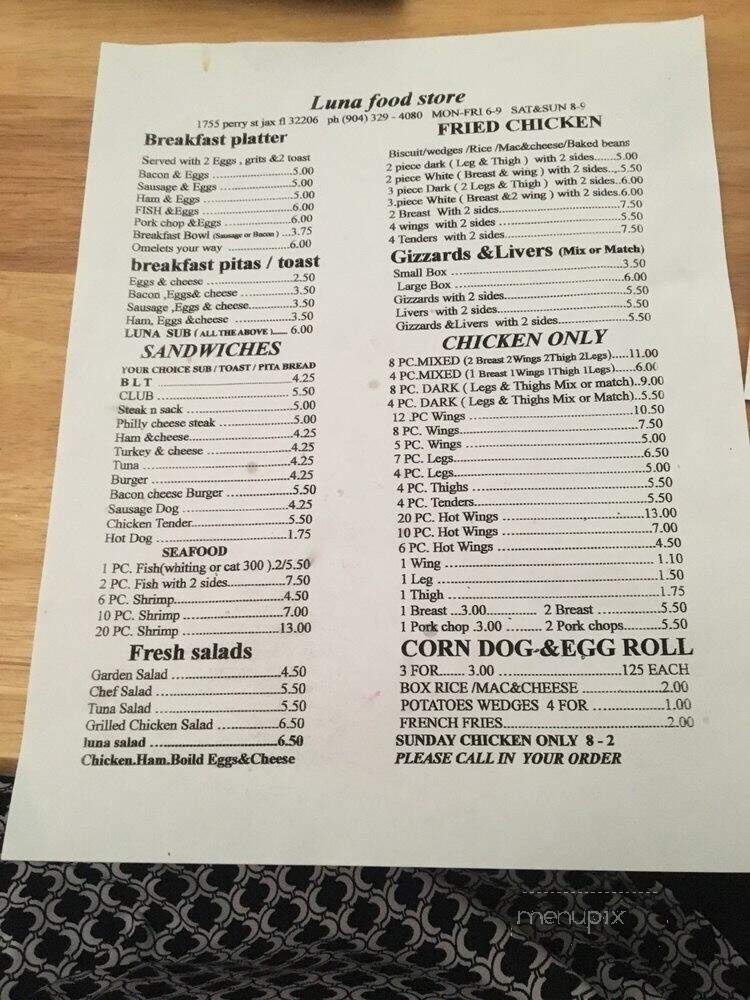 Luna food store
1755 perry st jax fl 32206 ph (904) 329 - 4080 MON-FRI 6-9 SAT&SUN 8-9
Breakfast platter
Served with 2 Eggs , grits &2 toast
Bacon & Eggs ....................5.00
Sausage & Eggs ...................5.00
Ham & Eggs ......................5.00
FISH &Eggs ......................6.00
Pork chop &Eggs .................6.00
Breakfast Bowl (Sausage or Bacon ) ...3.75
Omelets your way ................6.00
breakfast pitas / toast
Eggs & cheese ....................2.50
Bacon ,Eggs& cheese ..............3.50
Sausage ,Eggs & cheese............3.50
Ham, Eggs &cheese ................3.50
LUNA SUB ( ALL THE ABOVE )...... 6.00
SANDWICHES
YOUR CHOICE SUB / TOAST / PITA BREAD
B L T ...............................4.25
CLUB ................................ 5.50
Steak n sack ........................5.00
Philly cheese steak .................5.00
Ham &cheese..........................4.25
Turkey & cheese .....................4.25
Tuna ................................4.25
Burger ..............................4.25
Bacon cheese Burger .................5.50
Sausage Dog .........................4.25
Chicken Tender.......................5.50
Hot Dog .............................1.75
SEAFOOD
1 PC. Fish(whiting or cat 300 ).2/5.50
2 PC. Fish with 2 sides..............7.50
6 PC. Shrimp.........................4.50
10 PC. Shrimp .......................7.00
20 PC. Shrimp .......................13.00
Fresh salads
Garden Salad ........................4.50
Chef Salad ..........................5.50
Tuna Salad ..........................5.50
Grilled Chicken Salad ...............6.50
luna salad ..........................6.50
Chicken.Ham.Boild Eggs&Cheese
FRIED CHICKEN
Biscuit/wedges /Rice /Mac&cheese/Baked beans
2 piece dark ( Leg & Thigh ) with 2 sides.......5.00
2 piece White ( Breast & wing ) with 2 sides..,.5.50
3 piece Dark ( 2 Legs & Thigh ) with 2 sides..6.00
3.piece White ( Breast &2 wing ) with 2 sides.6.00
2 Breast With 2 sides...........................7.50
4 wings with 2 sides ...........................5.50
4 Tenders with 2 sides..........................7.50
Gizzards &Livers (Mix or Match)
Small Box ......................................3.50
Large Box ......................................6.00
Gizzards with 2 sides...........................5.50
Livers with 2 sides.............................5.50
Gizzards &Livers with 2 sides...................5.50
CHICKEN ONLY
8 PC.MIXED (2 Breast 2Wings 2Thigh 2Legs).....11.00
4 PC.MIXED (1 Breast 1Wings 1Thigh 1Legs)......6.00
8 PC. DARK ( Legs & Thighs Mix or match)..9.00
4 PC. DARK ( Legs & Thighs Mix or Match)..5.50
12 .PC Wings ...................................10.50
8 PC. Wings.....................................7.50
5 PC. Wings ....................................5.00
7 PC. Legs......................................6.50
4 PC. Legs......................................5.00
4 PC. Thighs ...................................5.50
4 PC. Tenders...................................5.50
20 PC. Hot Wings ...............................13.00
10 PC. Hot Wings ...............................7.00
6 PC. Hot Wings ................................4.50
1 Wing ......................................... 1.10
1 Leg ..........................................1.50
1 Thigh ........................................1.75
1 Breast ...3.00............. 2 Breast .............5.50
1 Pork chop .3.00 .......... 2 Pork chops............5.50
CORN DOG-&EGG ROLL
3 FOR....... 3.00 ........................125 EACH
BOX RICE /MAC&CHEESE ..................2.00
POTATOES WEDGES 4 FOR ................1.00
FRENCH FRIES...................................2.00
SUNDAY CHICKEN ONLY 8 - 2
PLEASE CALL IN YOUR ORDER
menupix